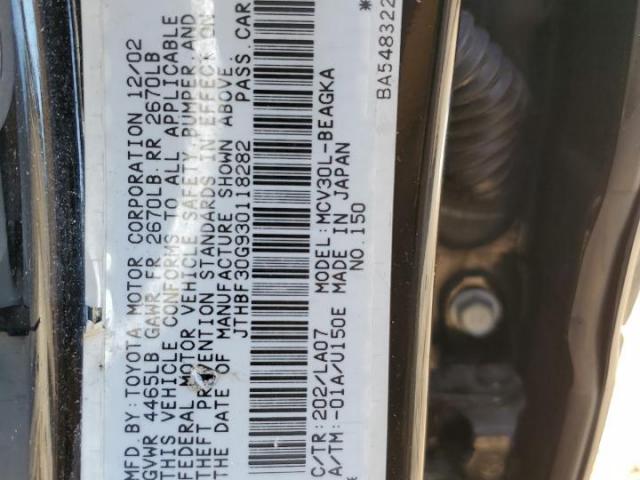 MFD. BY: TOYOTA MOTOR CORPORATION 12/02
GVWR 4465LB GAWR FR 2670LB RR 2670LB
THIS VEHICLE CONFORMS TO ALL APPLICABLE
FEDERAL MOTOR VEHICLE SAFETY, BUMPER, AND
THEFT PREVENTION STANDARDS IN EFFECT ON
THE DATE OF MANUFACTURE SHOWN ABOVE.
JTHBF30G930118282 PASS. CAR
C/TR: 202/LA07 MODEL: MCV30L-BEAGKA
A/TM: -01A/U150E MADE IN JAPAN
NO. 150
BA548322
*